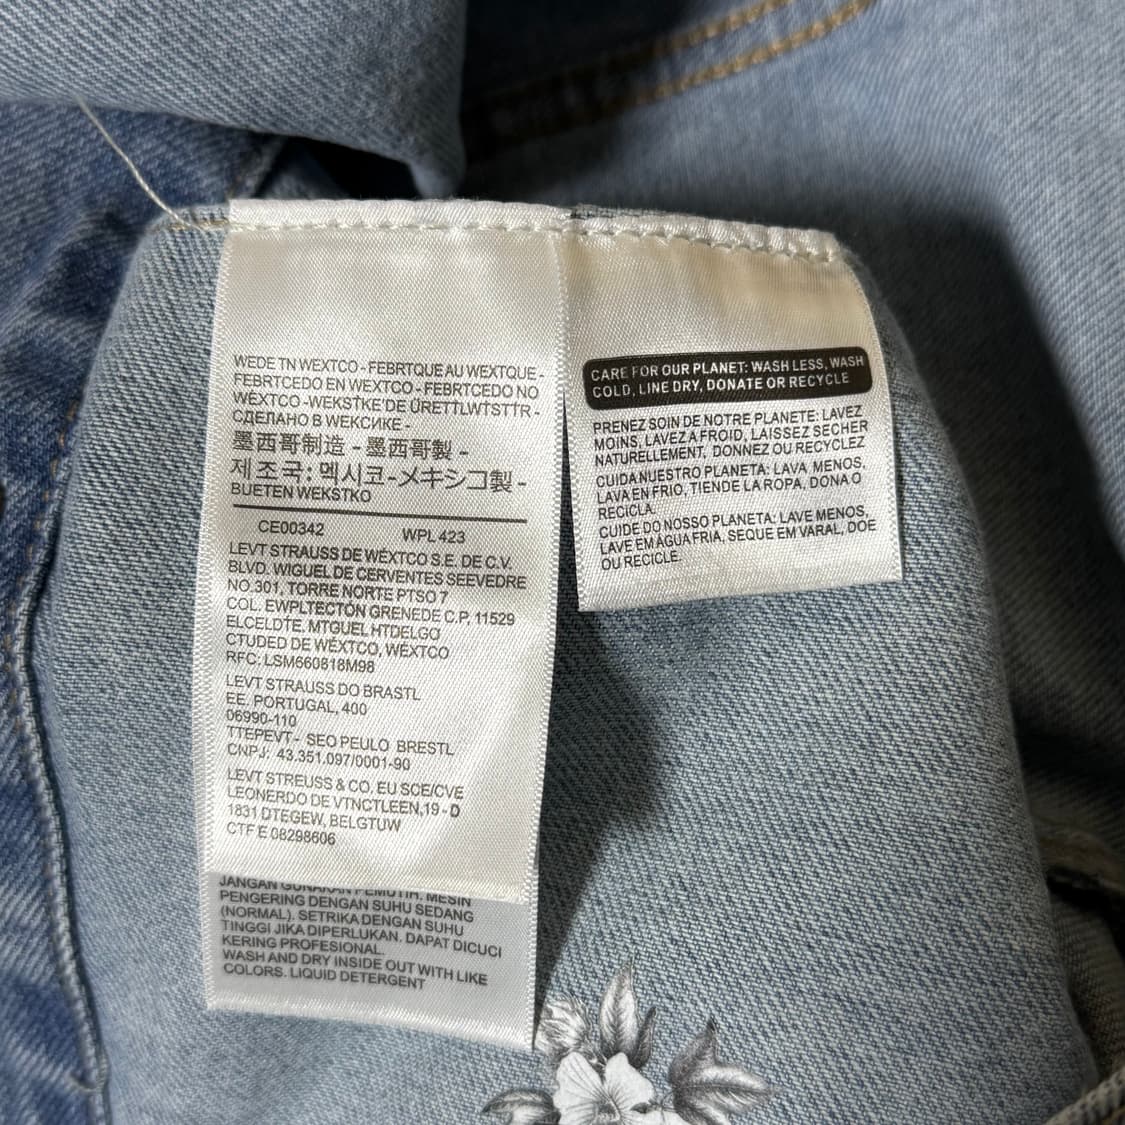 WEDE TN WEXTCO - FEBRTQUE AU WEXTQUE -
FEBRTCEDO EN WEXTCO - FEBRTCEDO NO
WÉXTCO -WEKSTKE'DE ÜRETTLWTSTTR -
СДЕЛАНО В WEKCИKE -
墨西哥制造 - 墨西哥製 -
제조국: 멕시코-メキシコ製 -
BUETEN WEKSTKO
CE00342 WPL 423
LEVT STRAUSS DE WÉXTCO S.E. DE C.V.
BLVD. WIGUEL DE CERVENTES SEEVEDRE
NO.301, TORRE NORTE PTSO 7
COL. EWPLTECTÓN GRENEDE C.P. 11529
ELCELDTE. MTGUEL HTDELGO
CTUDED DE WÉXTCO, WÉXTCO
RFC: LSM660818M98
LEVT STRAUSS DO BRASTL
EE. PORTUGAL, 400
06990-110
TTEPEVT - SEO PEULO BRESTL
CNPJ: 43.351.097/0001-90
LEVT STREUSS & CO. EU SCE/CVE
LEONERDO DE VTNCTLEEN,19 - D
1831 DTEGEW, BELGTUW
CTF E 08298606
JANGAN GUNAKAN PEMUTIH. MESIN
PENGERING DENGAN SUHU SEDANG
(NORMAL). SETRIKA DENGAN SUHU
TINGGI JIKA DIPERLUKAN. DAPAT DICUCI
KERING PROFESIONAL.
WASH AND DRY INSIDE OUT WITH LIKE
COLORS. LIQUID DETERGENT
CARE FOR OUR PLANET: WASH LESS, WASH
COLD, LINE DRY, DONATE OR RECYCLE
PRENEZ SOIN DE NOTRE PLANETE: LAVEZ
MOINS, LAVEZ A FROID, LAISSEZ SECHER
NATURELLEMENT, DONNEZ OU RECYCLEZ
CUIDA NUESTRO PLANETA: LAVA MENOS,
LAVA EN FRIO, TIENDE LA ROPA, DONA O
RECICLA.
CUIDE DO NOSSO PLANETA: LAVE MENOS,
LAVE EM AGUA FRIA, SEQUE EM VARAL, DOE
OU RECICLE.